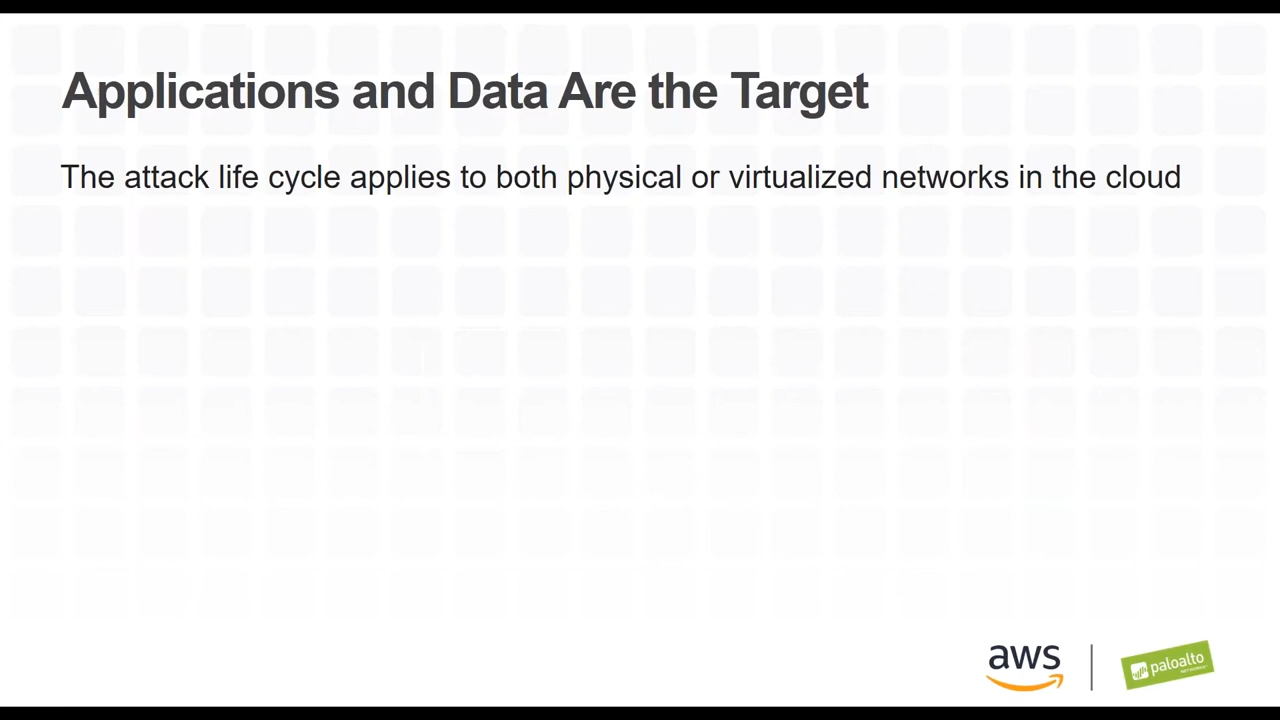 Applications and Data Are the Target
The attack life cycle applies to both physical or virtualized networks in the cloud
aws
paloalto